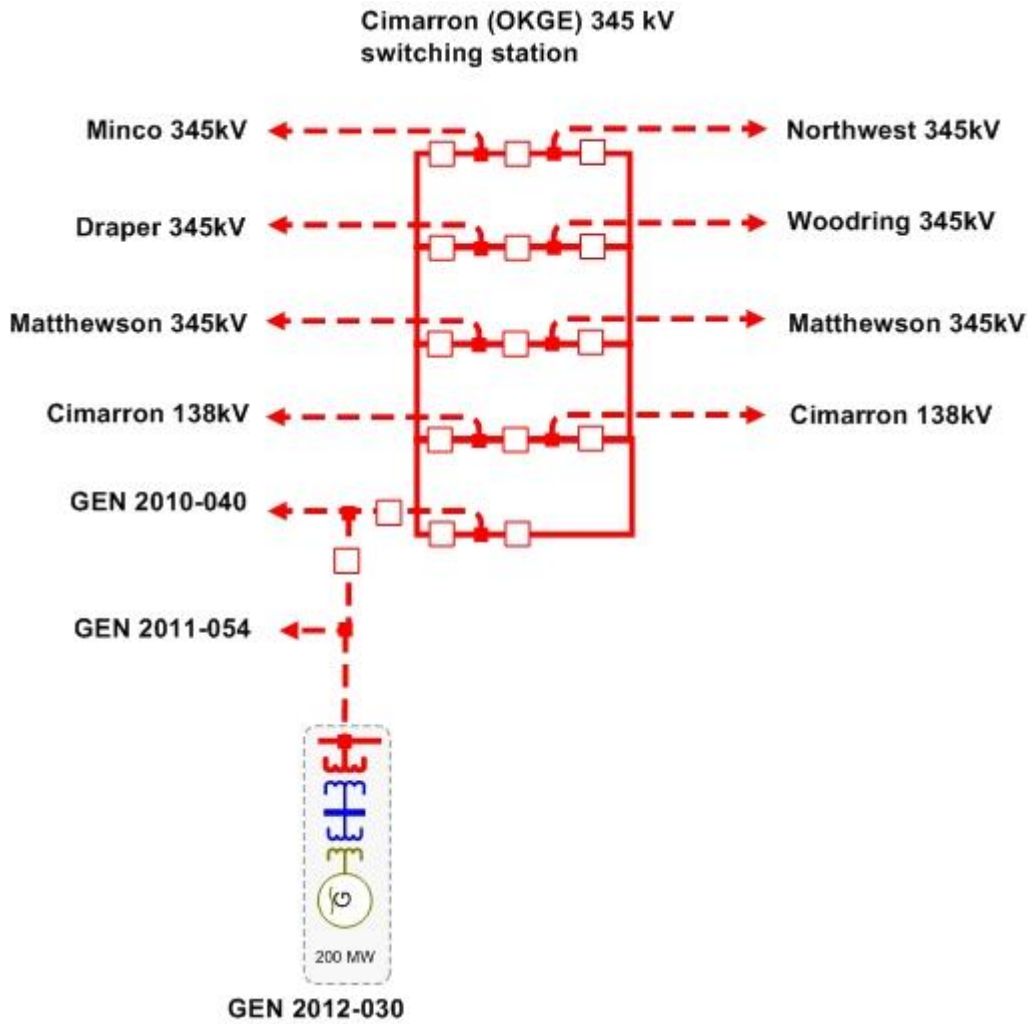 Cimarron (OKGE) 345 kV
switching station
Minco 345kV
Northwest 345kV
Draper 345kV
Woodring 345kV
Matthewson 345kV
Matthewson 345kV
Cimarron 138kV
Cimarron 138kV
GEN 2010-040
GEN 2011-054
G
200 MW
GEN 2012-030